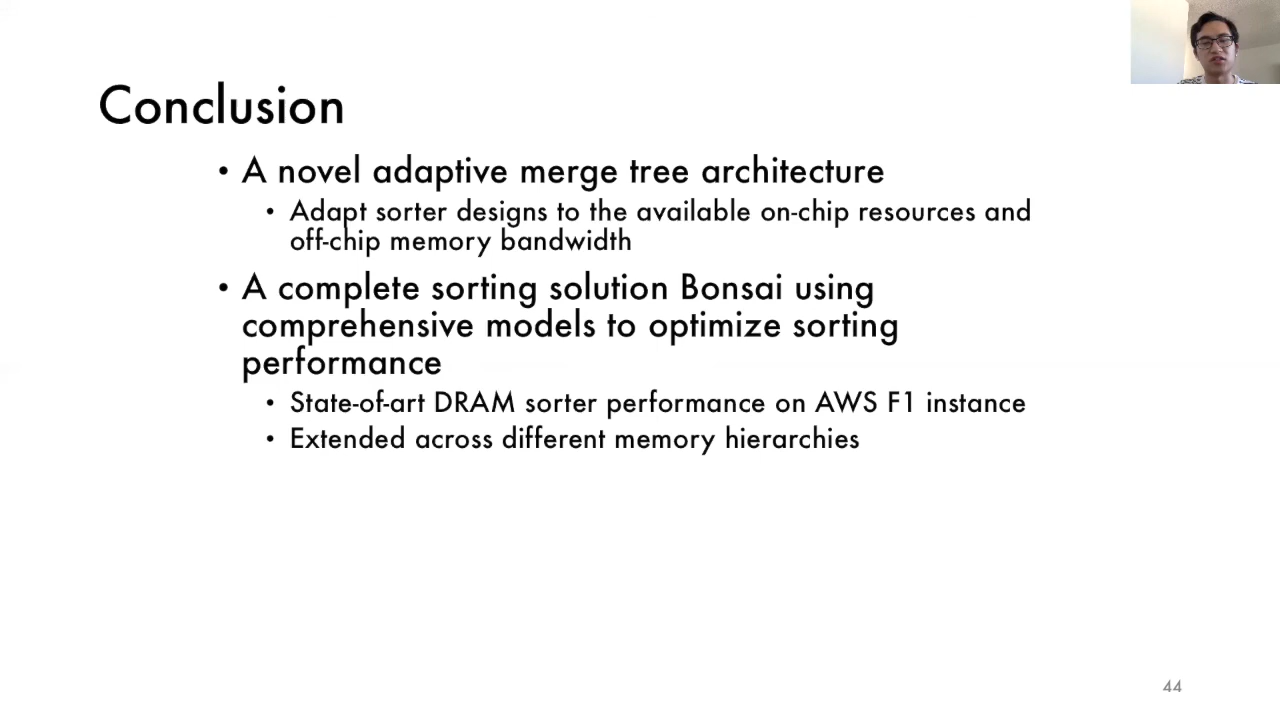 Conclusion
• A novel adaptive merge tree architecture
• Adapt sorter designs to the available on-chip resources and
off-chip memory bandwidth
• A complete sorting solution Bonsai using
comprehensive models to optimize sorting
performance
• State-of-art DRAM sorter performance on AWS F1 instance
• Extended across different memory hierarchies
44